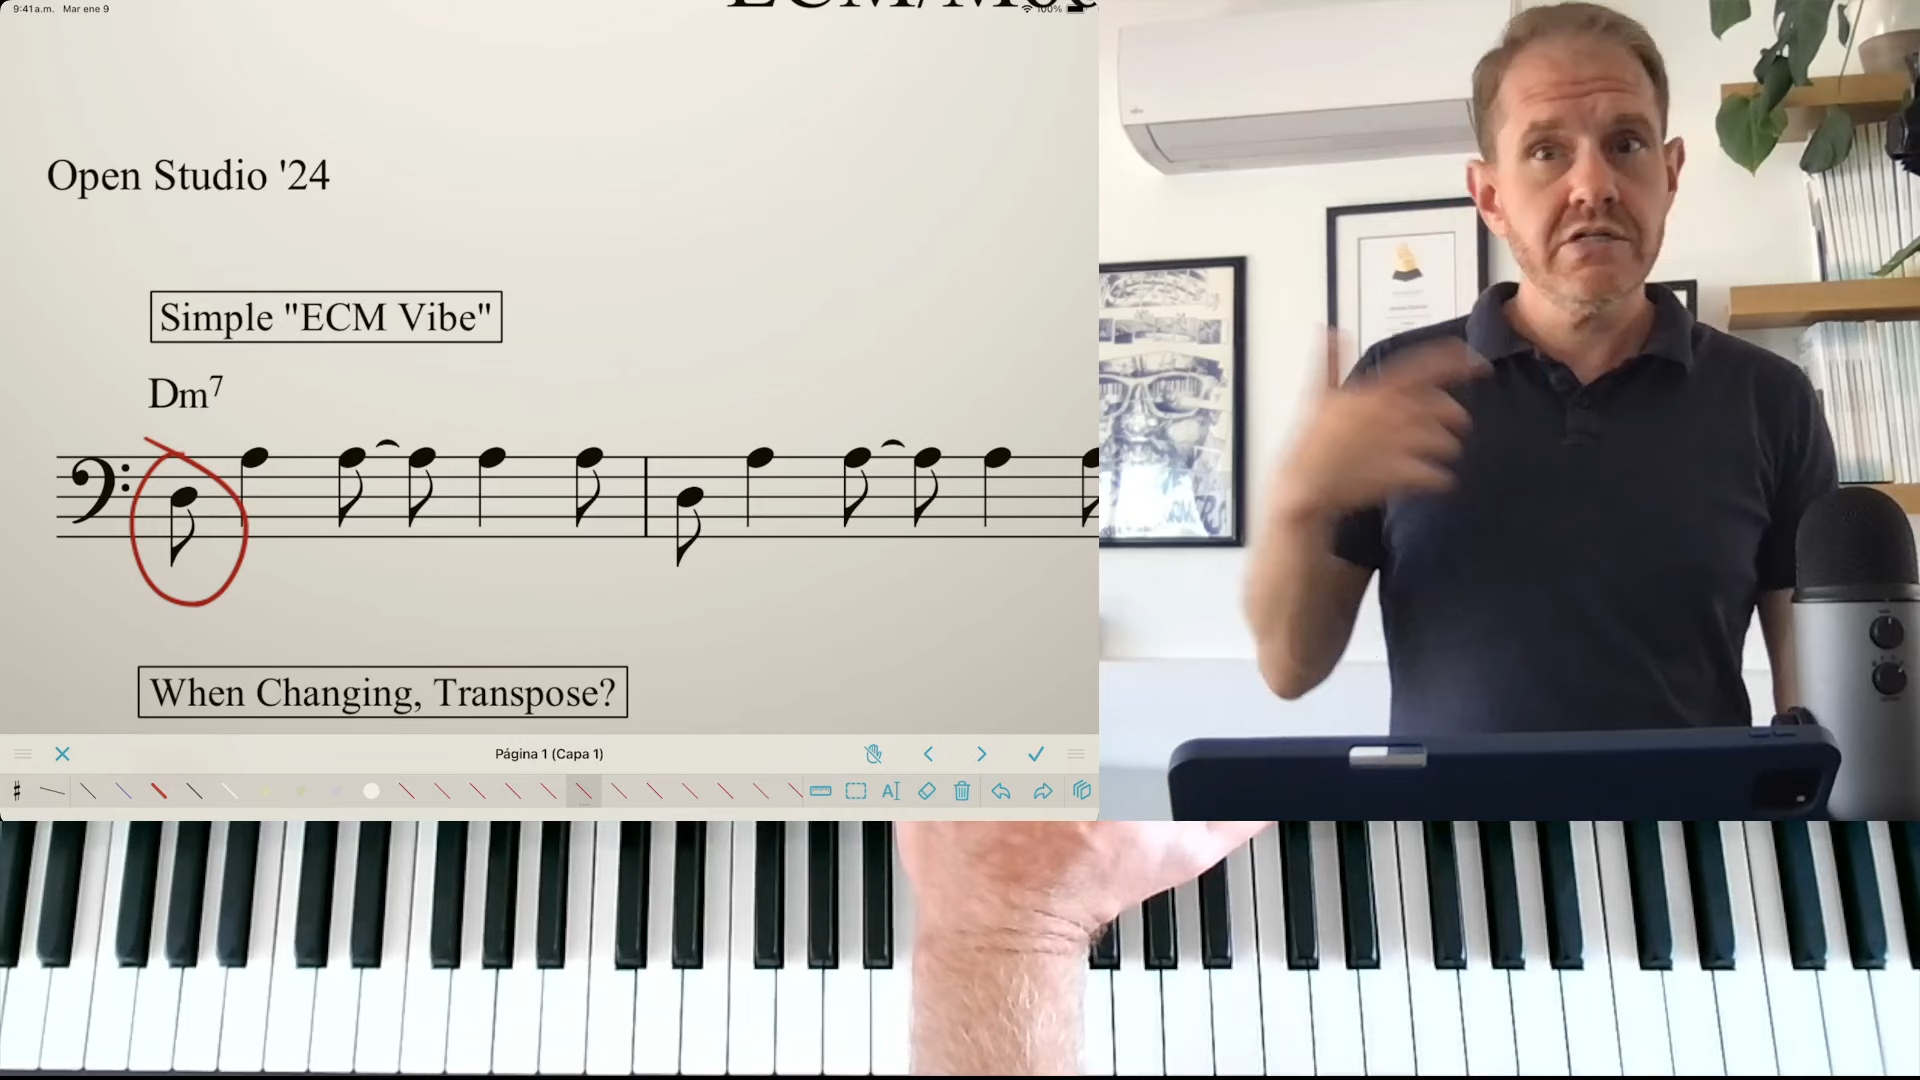 9:41 a.m. Mar ene 9
100%
Open Studio '24
Simple "ECM Vibe"
Dm7
When Changing, Transpose?
Página 1 (Capa 1)